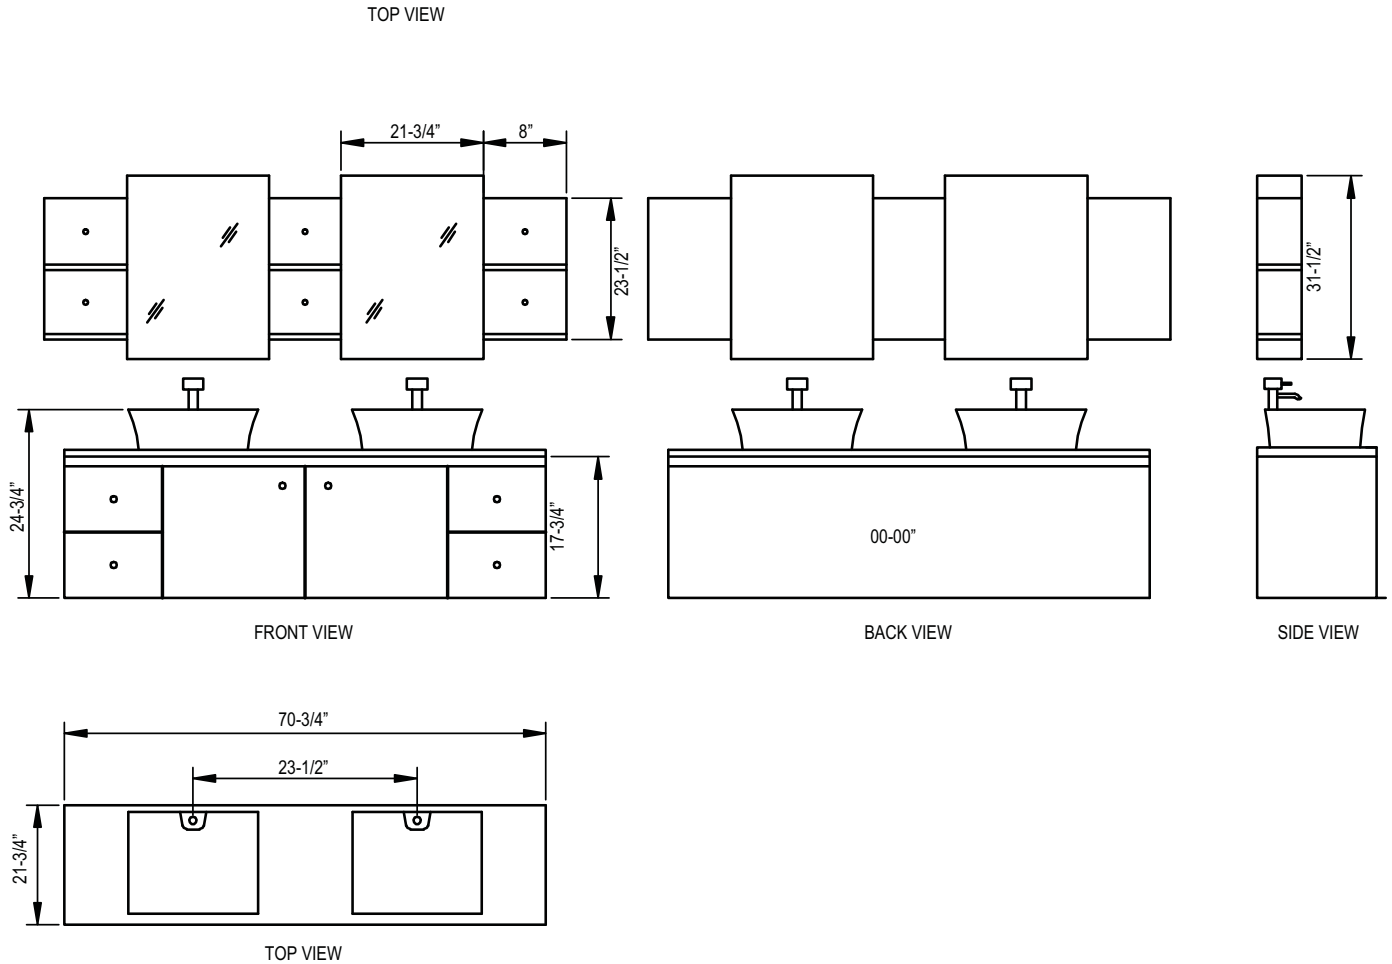 TOP VIEW
21-3/4”
8”
23-1/2”
31-1/2”
24-3/4”
17-3/4”
00-00”
FRONT VIEW
BACK VIEW
SIDE VIEW
70-3/4”
23-1/2”
21-3/4”
TOP VIEW